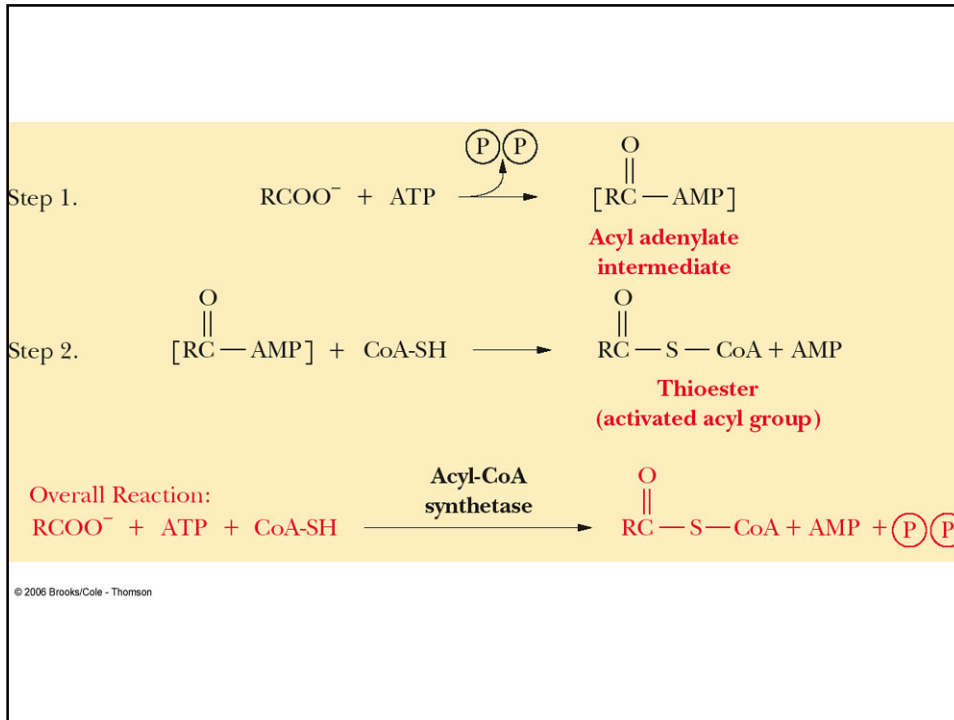 P P
O
Step 1. RCOO⁻ + ATP [RC — AMP]
Acyl adenylate
intermediate
O O
Step 2. [RC — AMP] + CoA-SH RC — S — CoA + AMP
Thioester
(activated acyl group)
Acyl-CoA
synthetase
O
Overall Reaction:
RCOO⁻ + ATP + CoA-SH RC — S — CoA + AMP + P P
© 2006 Brooks/Cole - Thomson